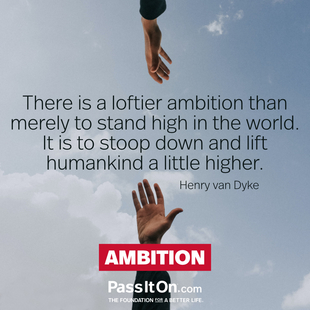 There is a loftier ambition than
merely to stand high in the world.
It is to stoop down and lift
humankind a little higher.
Henry van Dyke
AMBITION
PassItOn.com
THE FOUNDATION FOR A BETTER LIFE.